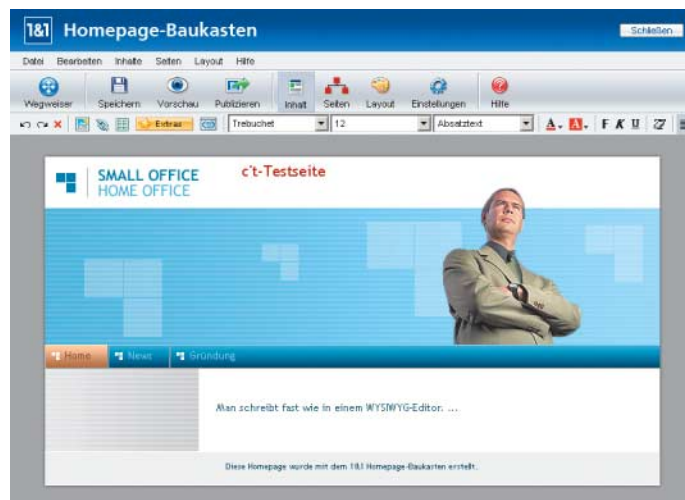 1&1 Homepage-Baukasten
Schließen
Datei Bearbeiten Inhalte Seiten Layout Hilfe
Wegweiser Speichern Vorschau Publizieren Inhalt Seiten Layout Einstellungen Hilfe
Extras Trebuchet 12 Absatztext A A F K U
SMALL OFFICE
HOME OFFICE
c't-Testseite
Home News Gründung
Man schreibt fast wie in einem WYSIWYG-Editor. ...
Diese Homepage wurde mit dem 1&1 Homepage-Baukasten erstellt.